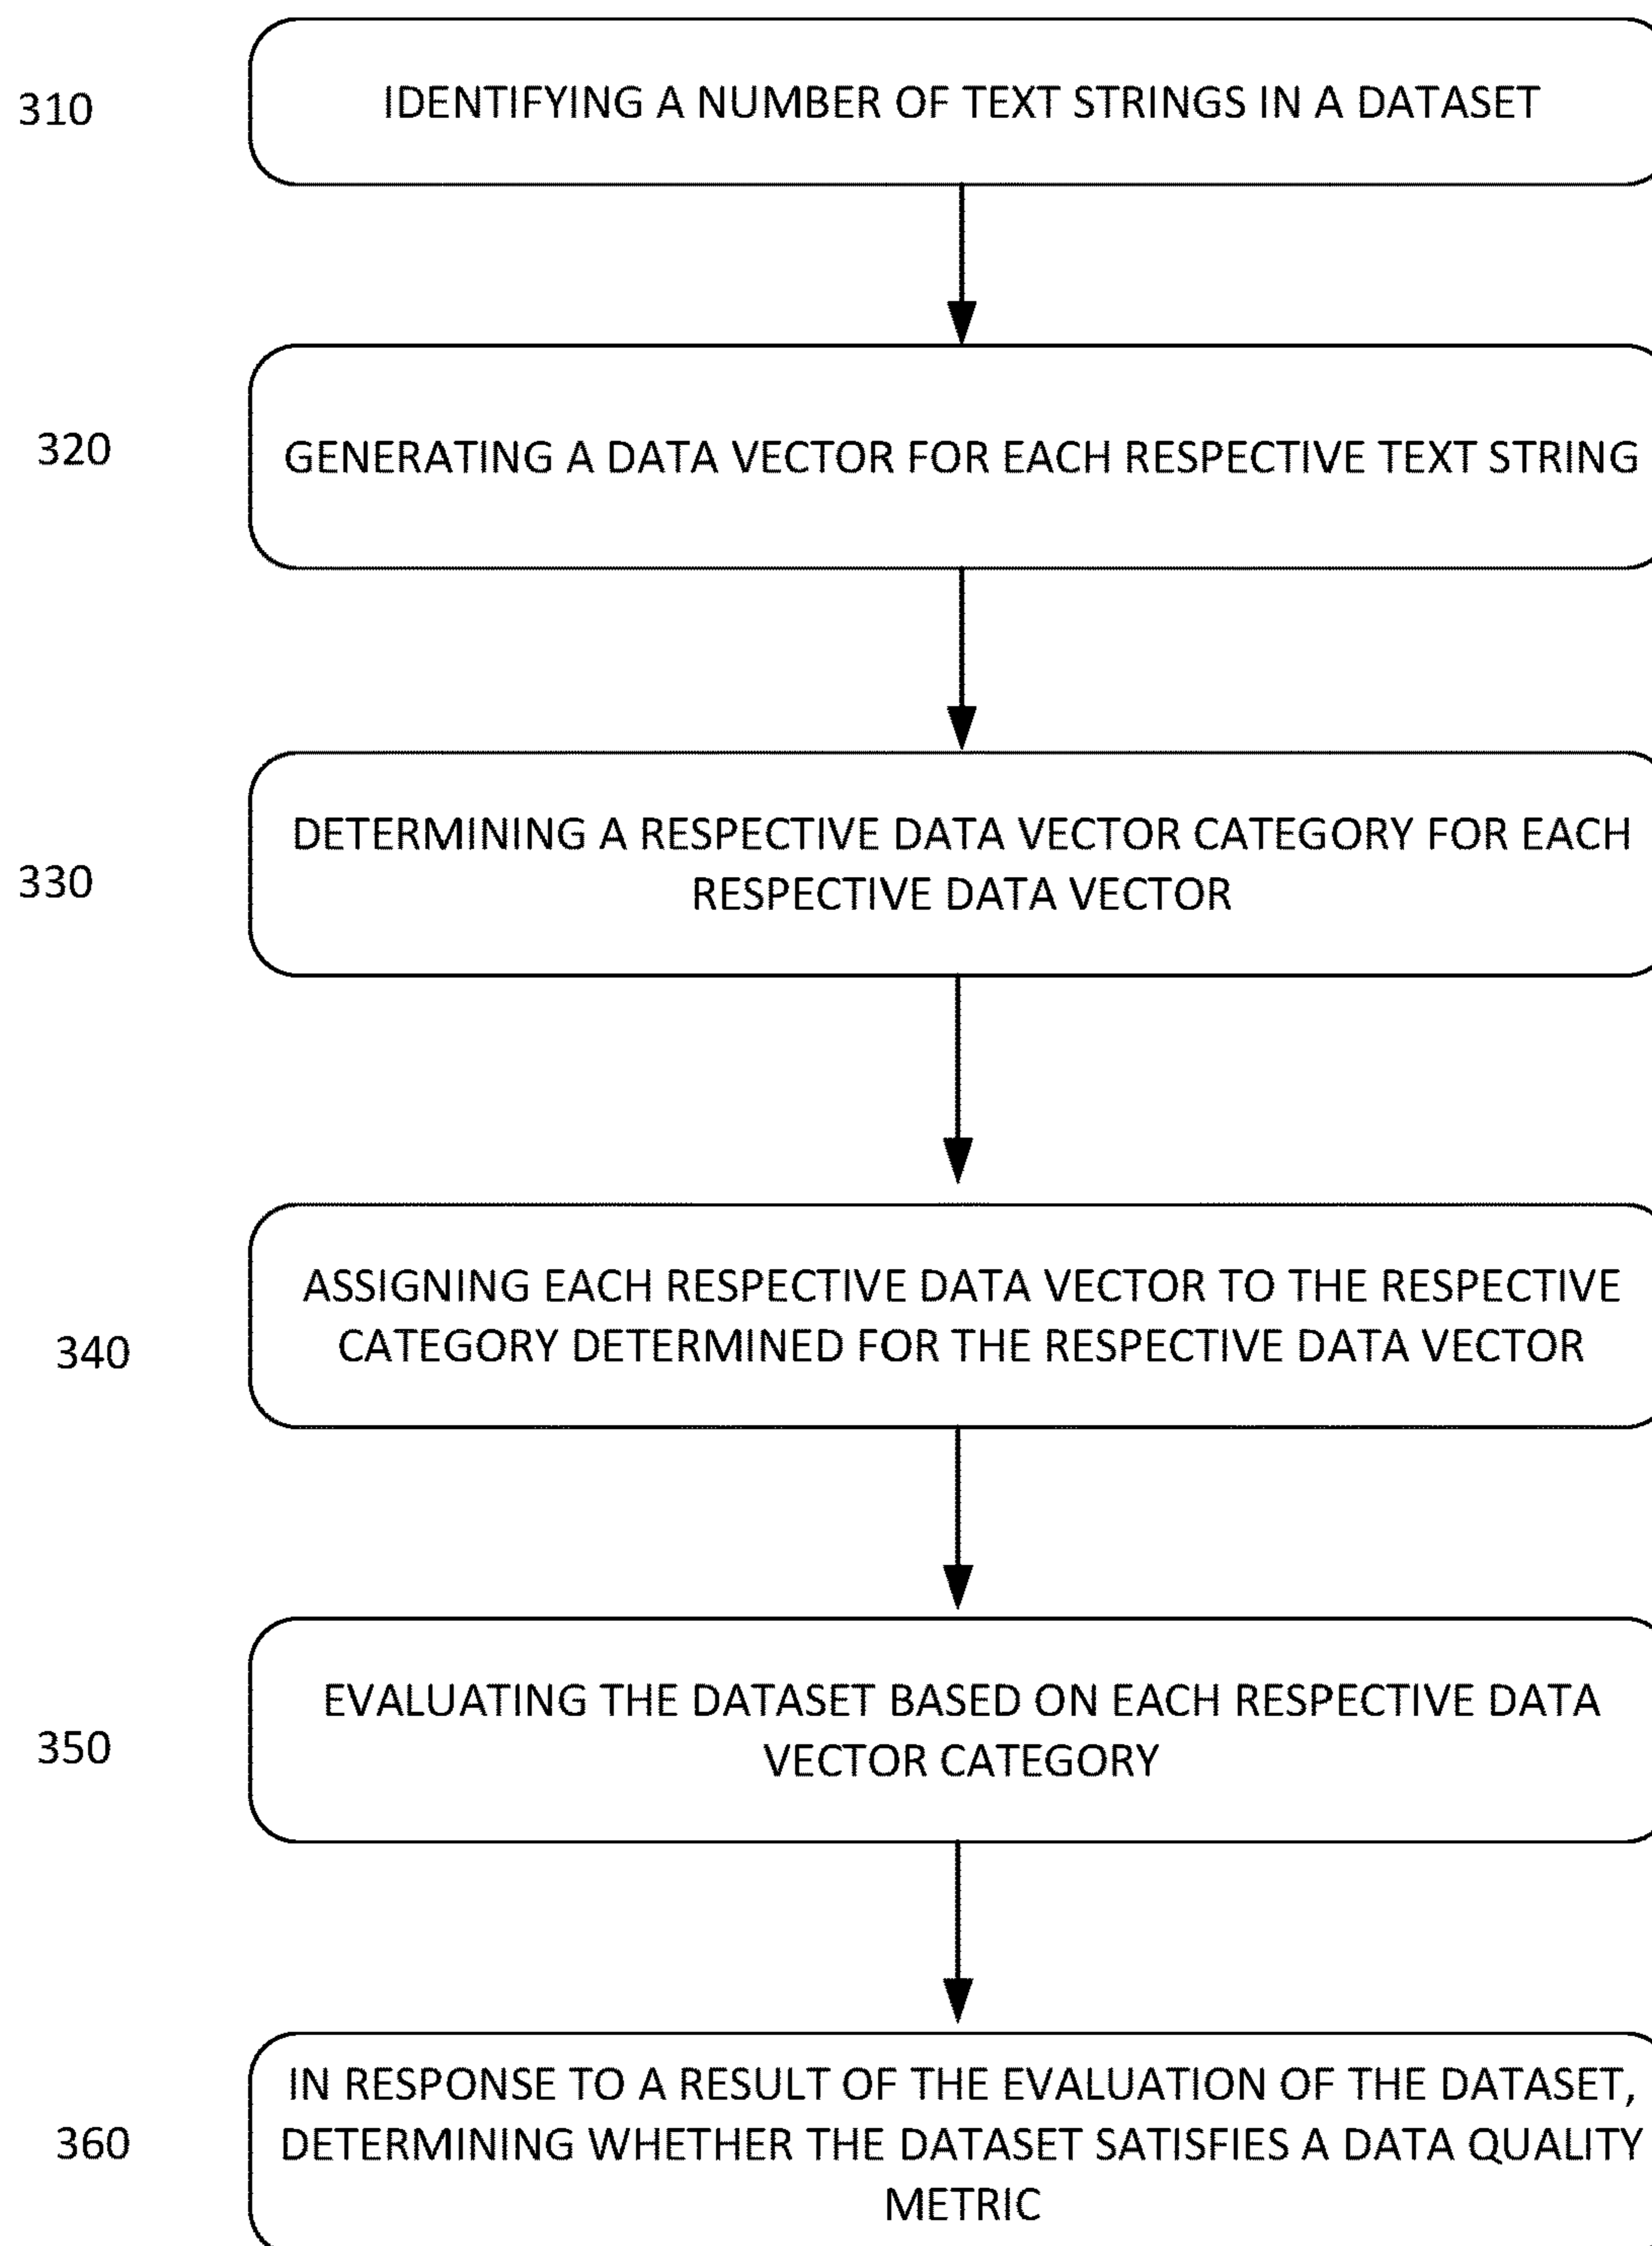 310
IDENTIFYING A NUMBER OF TEXT STRINGS IN A DATASET
320
GENERATING A DATA VECTOR FOR EACH RESPECTIVE TEXT STRING
330
DETERMINING A RESPECTIVE DATA VECTOR CATEGORY FOR EACH
RESPECTIVE DATA VECTOR
340
ASSIGNING EACH RESPECTIVE DATA VECTOR TO THE RESPECTIVE
CATEGORY DETERMINED FOR THE RESPECTIVE DATA VECTOR
350
EVALUATING THE DATASET BASED ON EACH RESPECTIVE DATA
VECTOR CATEGORY
360
IN RESPONSE TO A RESULT OF THE EVALUATION OF THE DATASET,
DETERMINING WHETHER THE DATASET SATISFIES A DATA QUALITY
METRIC